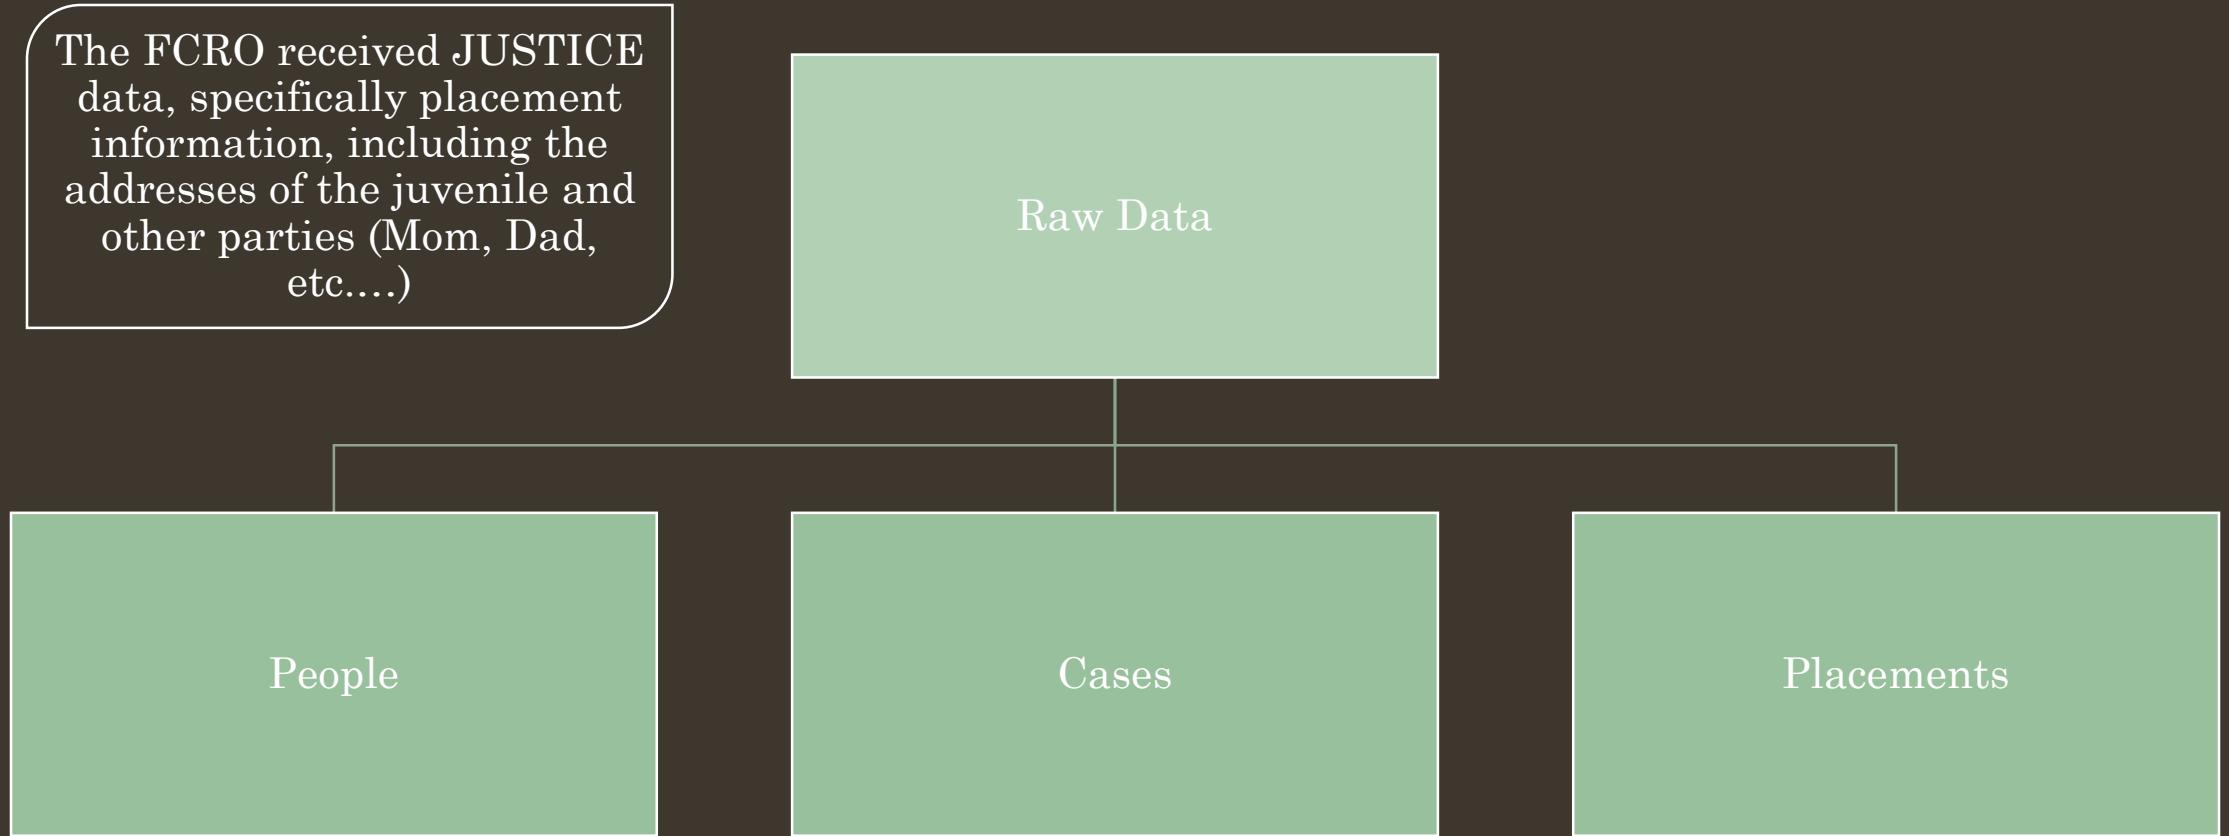 The FCRO received JUSTICE
data, specifically placement
information, including the
addresses of the juvenile and
other parties (Mom, Dad,
etc.…)
Raw Data
People
Cases
Placements